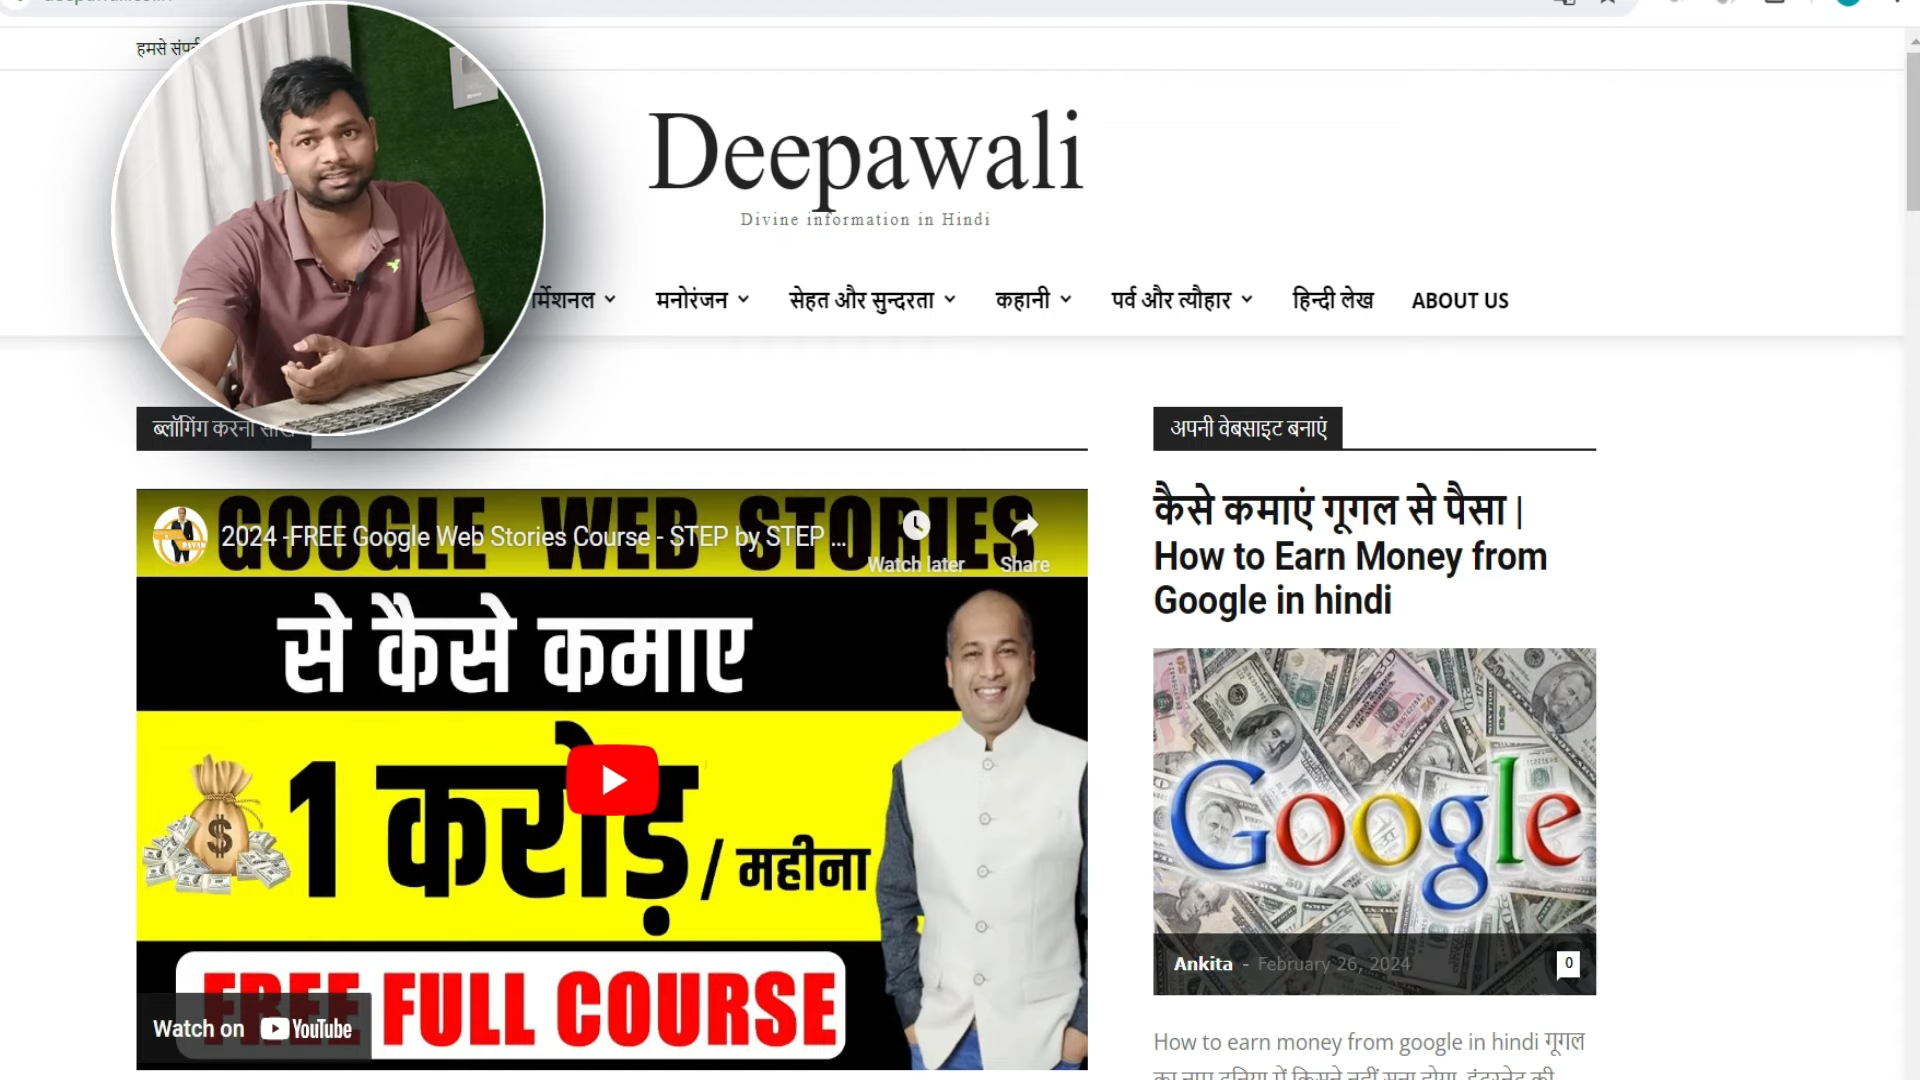 हमसे
Deepawali
Divine information in Hindi
मनोरंजन
सेहत और सुन्दरता
कहानी
पर्व और त्यौहार
हिन्दी लेख
ABOUT US
ब्लॉगिंग करना
अपनी वेबसाइट बनाएं
GOOGLE WEB STORIES
2024 -FREE Google Web Stories Course - STEP by STEP ...
Watch later
Share
से कैसे कमाए
1 करोड़ / महीना
FREE FULL COURSE
Watch on YouTube
कैसे कमाएं गूगल से पैसा |
How to Earn Money from
Google in hindi
Google
Ankita - February 26, 2024
0
How to earn money from google in hindi गूगल